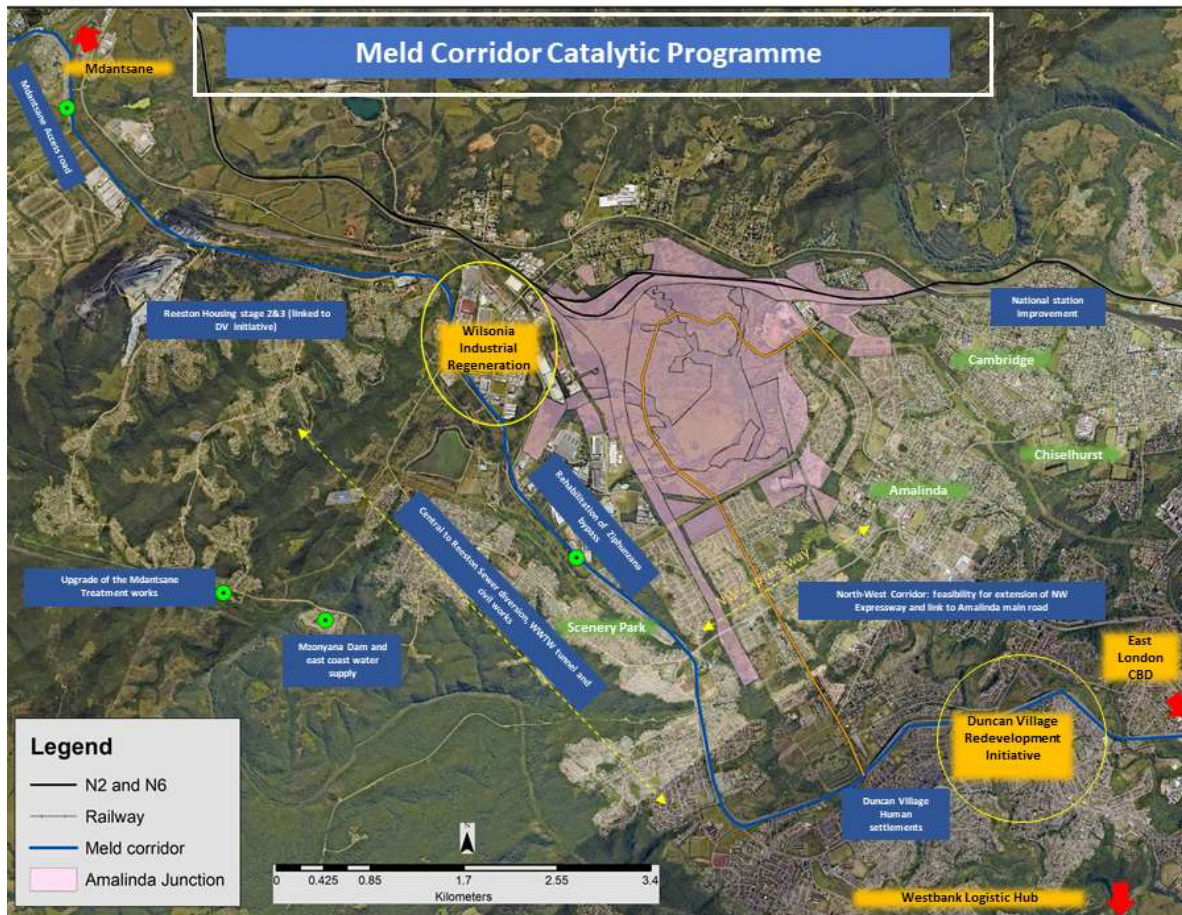 Meld Corridor Catalytic Programme
Mdantsane
Mdantsane Access road
Reeston Housing stage 2&3 (linked to
DV initiative)
Wilsonia
Industrial
Regeneration
National station
improvement
Cambridge
Chiselhurst
Amalinda
Rehabilitation of Ziphunzana
bypass
Central to Reeston Sewer diversion, WWTW tunnel and
civil works
Upgrade of the Mdantsane
Treatment works
Mzonyana Dam and
east coast water
supply
Scenery Park
way
North-West Corridor: feasibility for extension of NW
Expressway and link to Amalinda main road
East
London
CBD
Duncan Village
Redevelopment
Initiative
Duncan Village
Human
settlements
Westbank Logistic Hub
Legend
N2 and N6
Railway
Meld corridor
Amalinda Junction
N
0 0.425 0.85 1.7 2.55 3.4
Kilometers